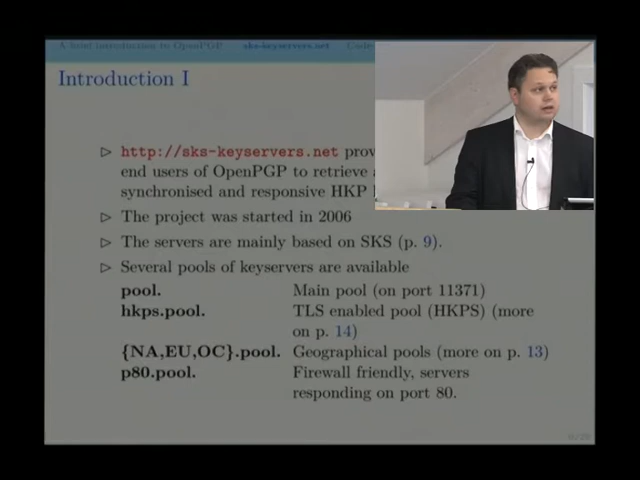 A brief introduction to OpenPGP sks-keyservers.net Code
Introduction I
▷ http://sks-keyservers.net prov
end users of OpenPGP to retrieve a
synchronised and responsive HKP
▷ The project was started in 2006
▷ The servers are mainly based on SKS (p. 9).
▷ Several pools of keyservers are available
pool. Main pool (on port 11371)
hkps.pool. TLS enabled pool (HKPS) (more
on p. 14)
{NA,EU,OC}.pool. Geographical pools (more on p. 13)
p80.pool. Firewall friendly, servers
responding on port 80.